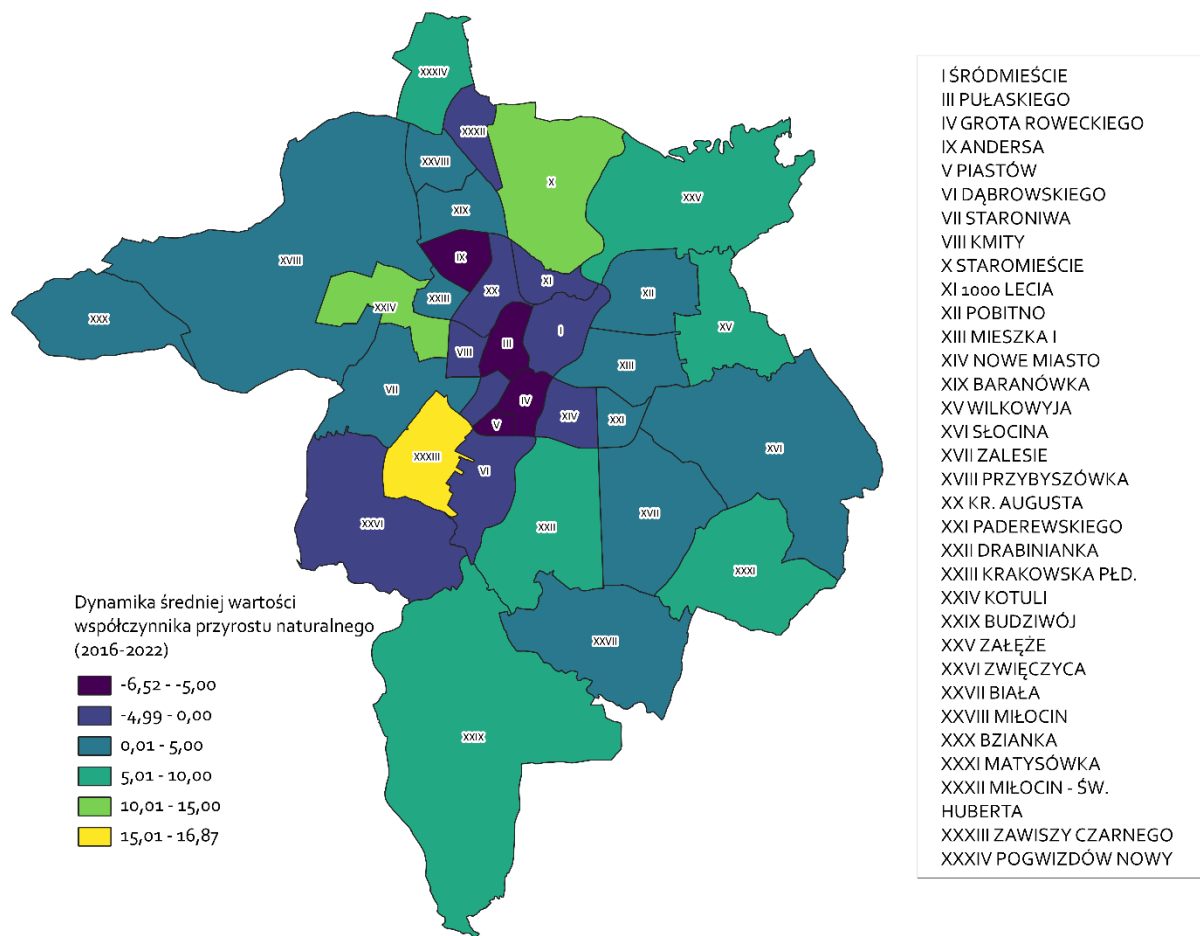 XXXIV
XXXII
XXVIII
X
XXV
XIX
IX
XVIII
XI
XX
XII
XXIII
XXIV
XXX
XV
I
III
VIII
XIII
VII
IV
XIV
XXI
V
XVI
XXXIII
VI
XXVI
XXII
XVII
XXXI
XXVII
XXIX
Dynamika średniej wartości
współczynnika przyrostu naturalnego
(2016-2022)
-6,52 - -5,00
-4,99 - 0,00
0,01 - 5,00
5,01 - 10,00
10,01 - 15,00
15,01 - 16,87
I ŚRÓDMIEŚCIE
III PUŁASKIEGO
IV GROTA ROWECKIEGO
IX ANDERSA
V PIASTÓW
VI DĄBROWSKIEGO
VII STARONIWA
VIII KMITY
X STAROMIEŚCIE
XI 1000 LECIA
XII POBITNO
XIII MIESZKA I
XIV NOWE MIASTO
XIX BARANÓWKA
XV WILKOWYJA
XVI SŁOCINA
XVII ZALESIE
XVIII PRZYBYSZÓWKA
XX KR. AUGUSTA
XXI PADEREWSKIEGO
XXII DRABINIANKA
XXIII KRAKOWSKA PŁD.
XXIV KOTULI
XXIX BUDZIWÓJ
XXV ZAŁĘŻE
XXVI ZWIĘCZYCA
XXVII BIAŁA
XXVIII MIŁOCIN
XXX BZIANKA
XXXI MATYSÓWKA
XXXII MIŁOCIN - ŚW.
HUBERTA
XXXIII ZAWISZY CZARNEGO
XXXIV POGWIZDÓW NOWY